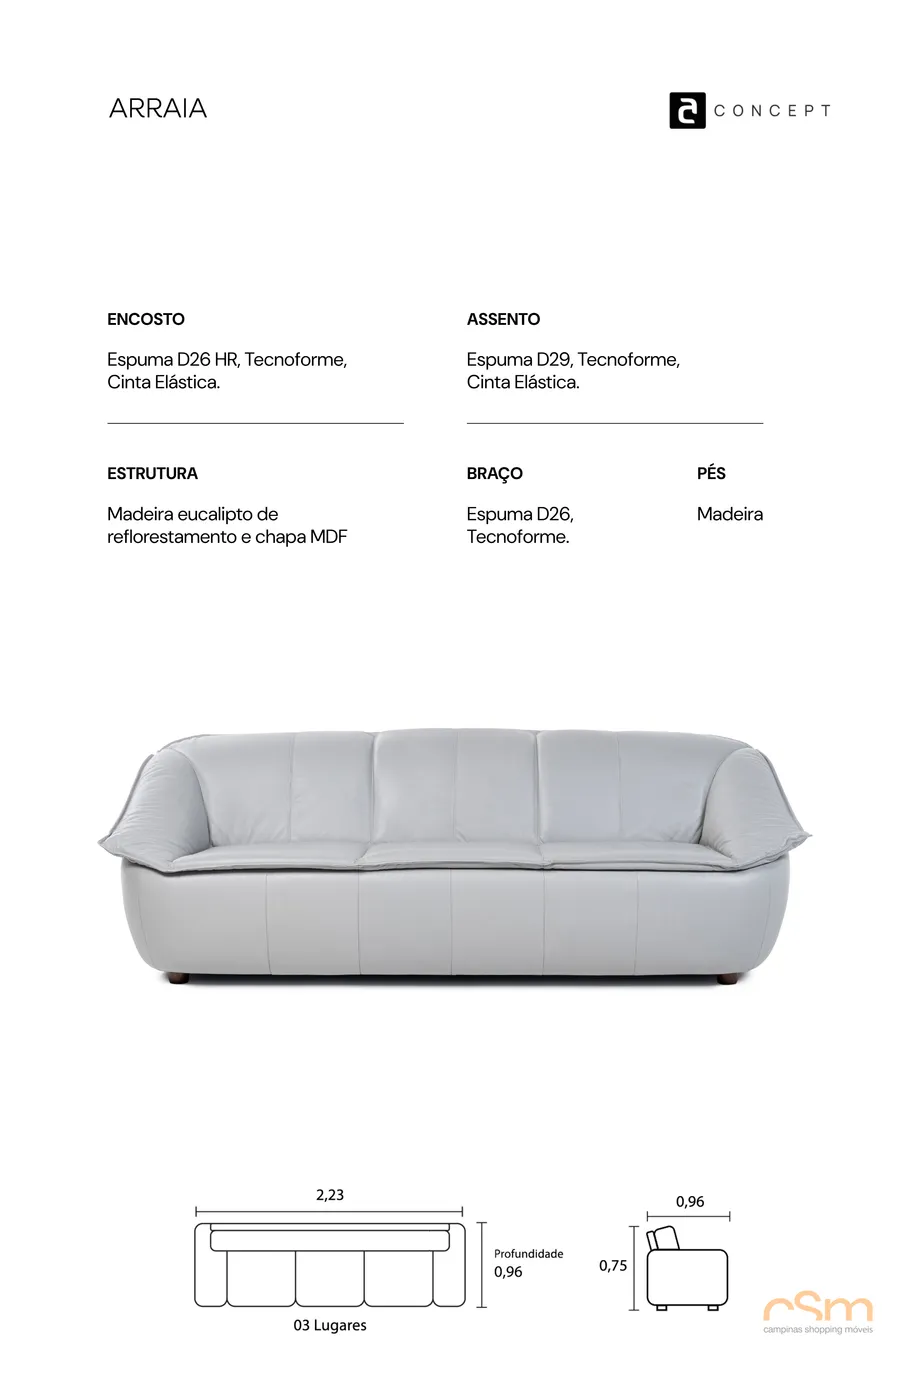 ARRAIA
CONCEPT
ENCOSTO
Espuma D26 HR, Tecnoforme,
Cinta Elástica.
ASSENTO
Espuma D29, Tecnoforme,
Cinta Elástica.
ESTRUTURA
Madeira eucalipto de
reflorestamento e chapa MDF
BRAÇO
Espuma D26,
Tecnoforme.
PÉS
Madeira
2,23
Profundidade
0,96
03 Lugares
0,96
0,75
csm
campinas shopping móveis